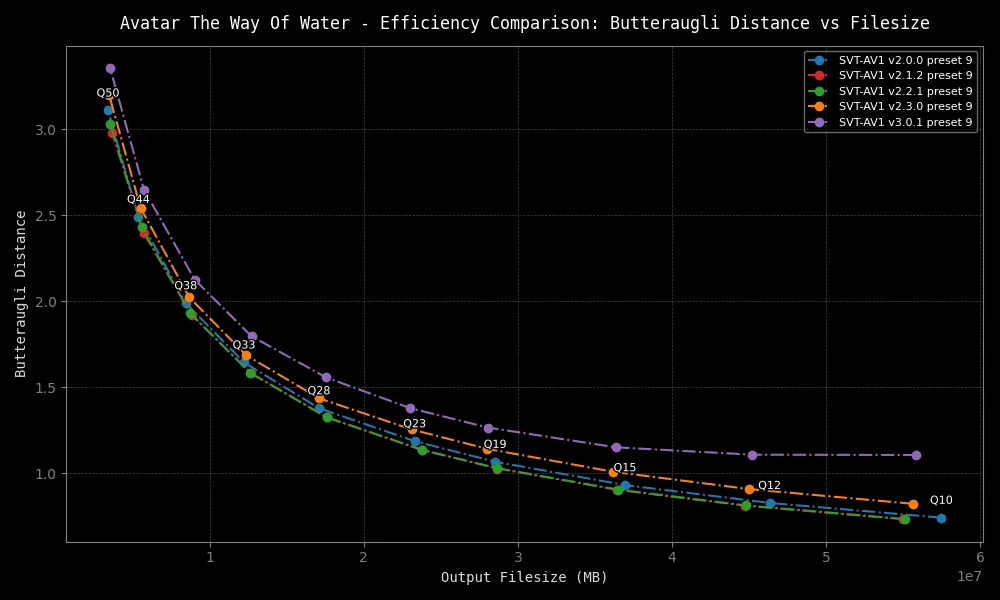 Avatar The Way Of Water - Efficiency Comparison: Butteraugli Distance vs Filesize
SVT-AV1 v2.0.0 preset 9
SVT-AV1 v2.1.2 preset 9
SVT-AV1 v2.2.1 preset 9
SVT-AV1 v2.3.0 preset 9
SVT-AV1 v3.0.1 preset 9
Butteraugli Distance
3.0
2.5
2.0
1.5
1.0
Q50
Q44
Q38
Q33
Q28
Q23
Q19
Q15
Q12
Q10
1 2 3 4 5 6
1e7
Output Filesize (MB)